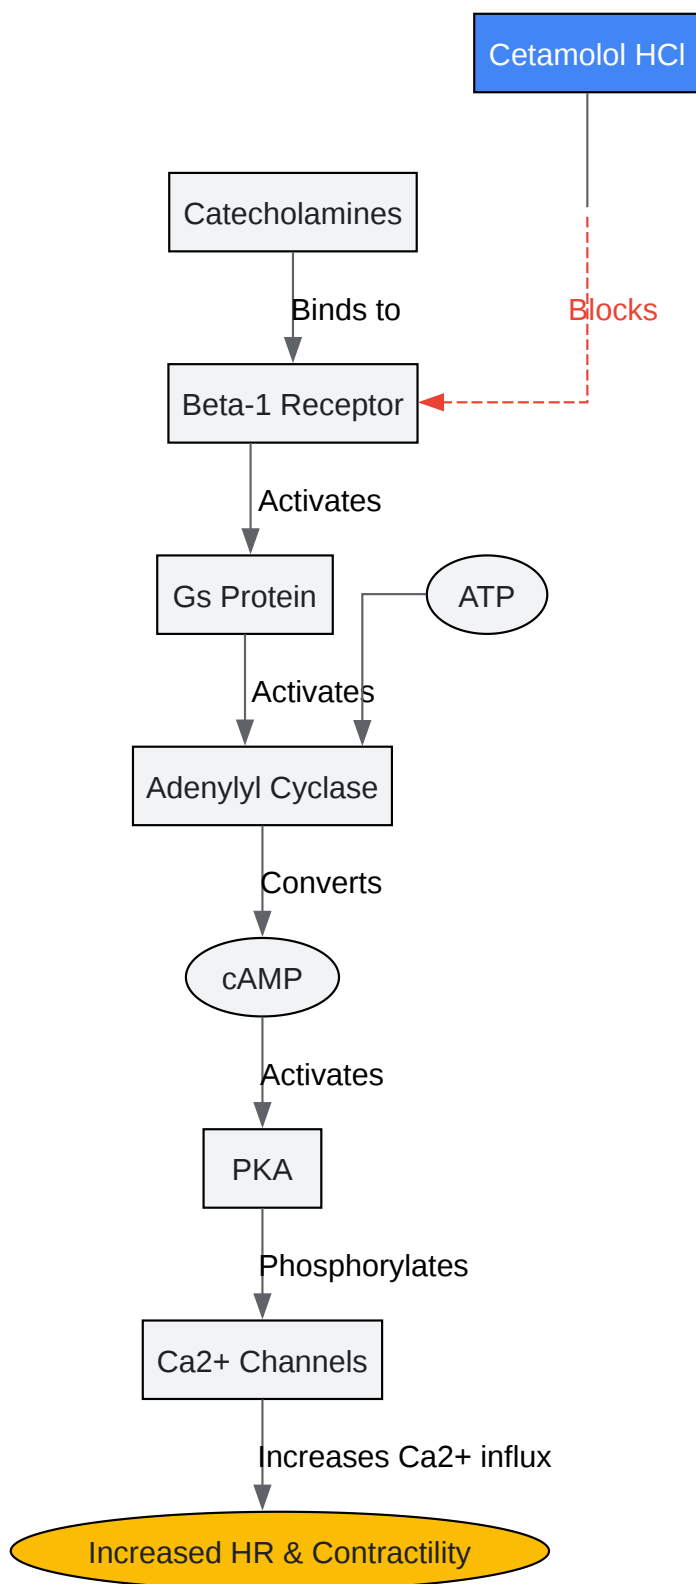 Cetamolol HCl
Catecholamines
Binds to
Blocks
Beta-1 Receptor
Activates
Gs Protein
ATP
Activates
Adenylyl Cyclase
Converts
cAMP
Activates
PKA
Phosphorylates
Ca2+ Channels
Increases Ca2+ influx
Increased HR & Contractility